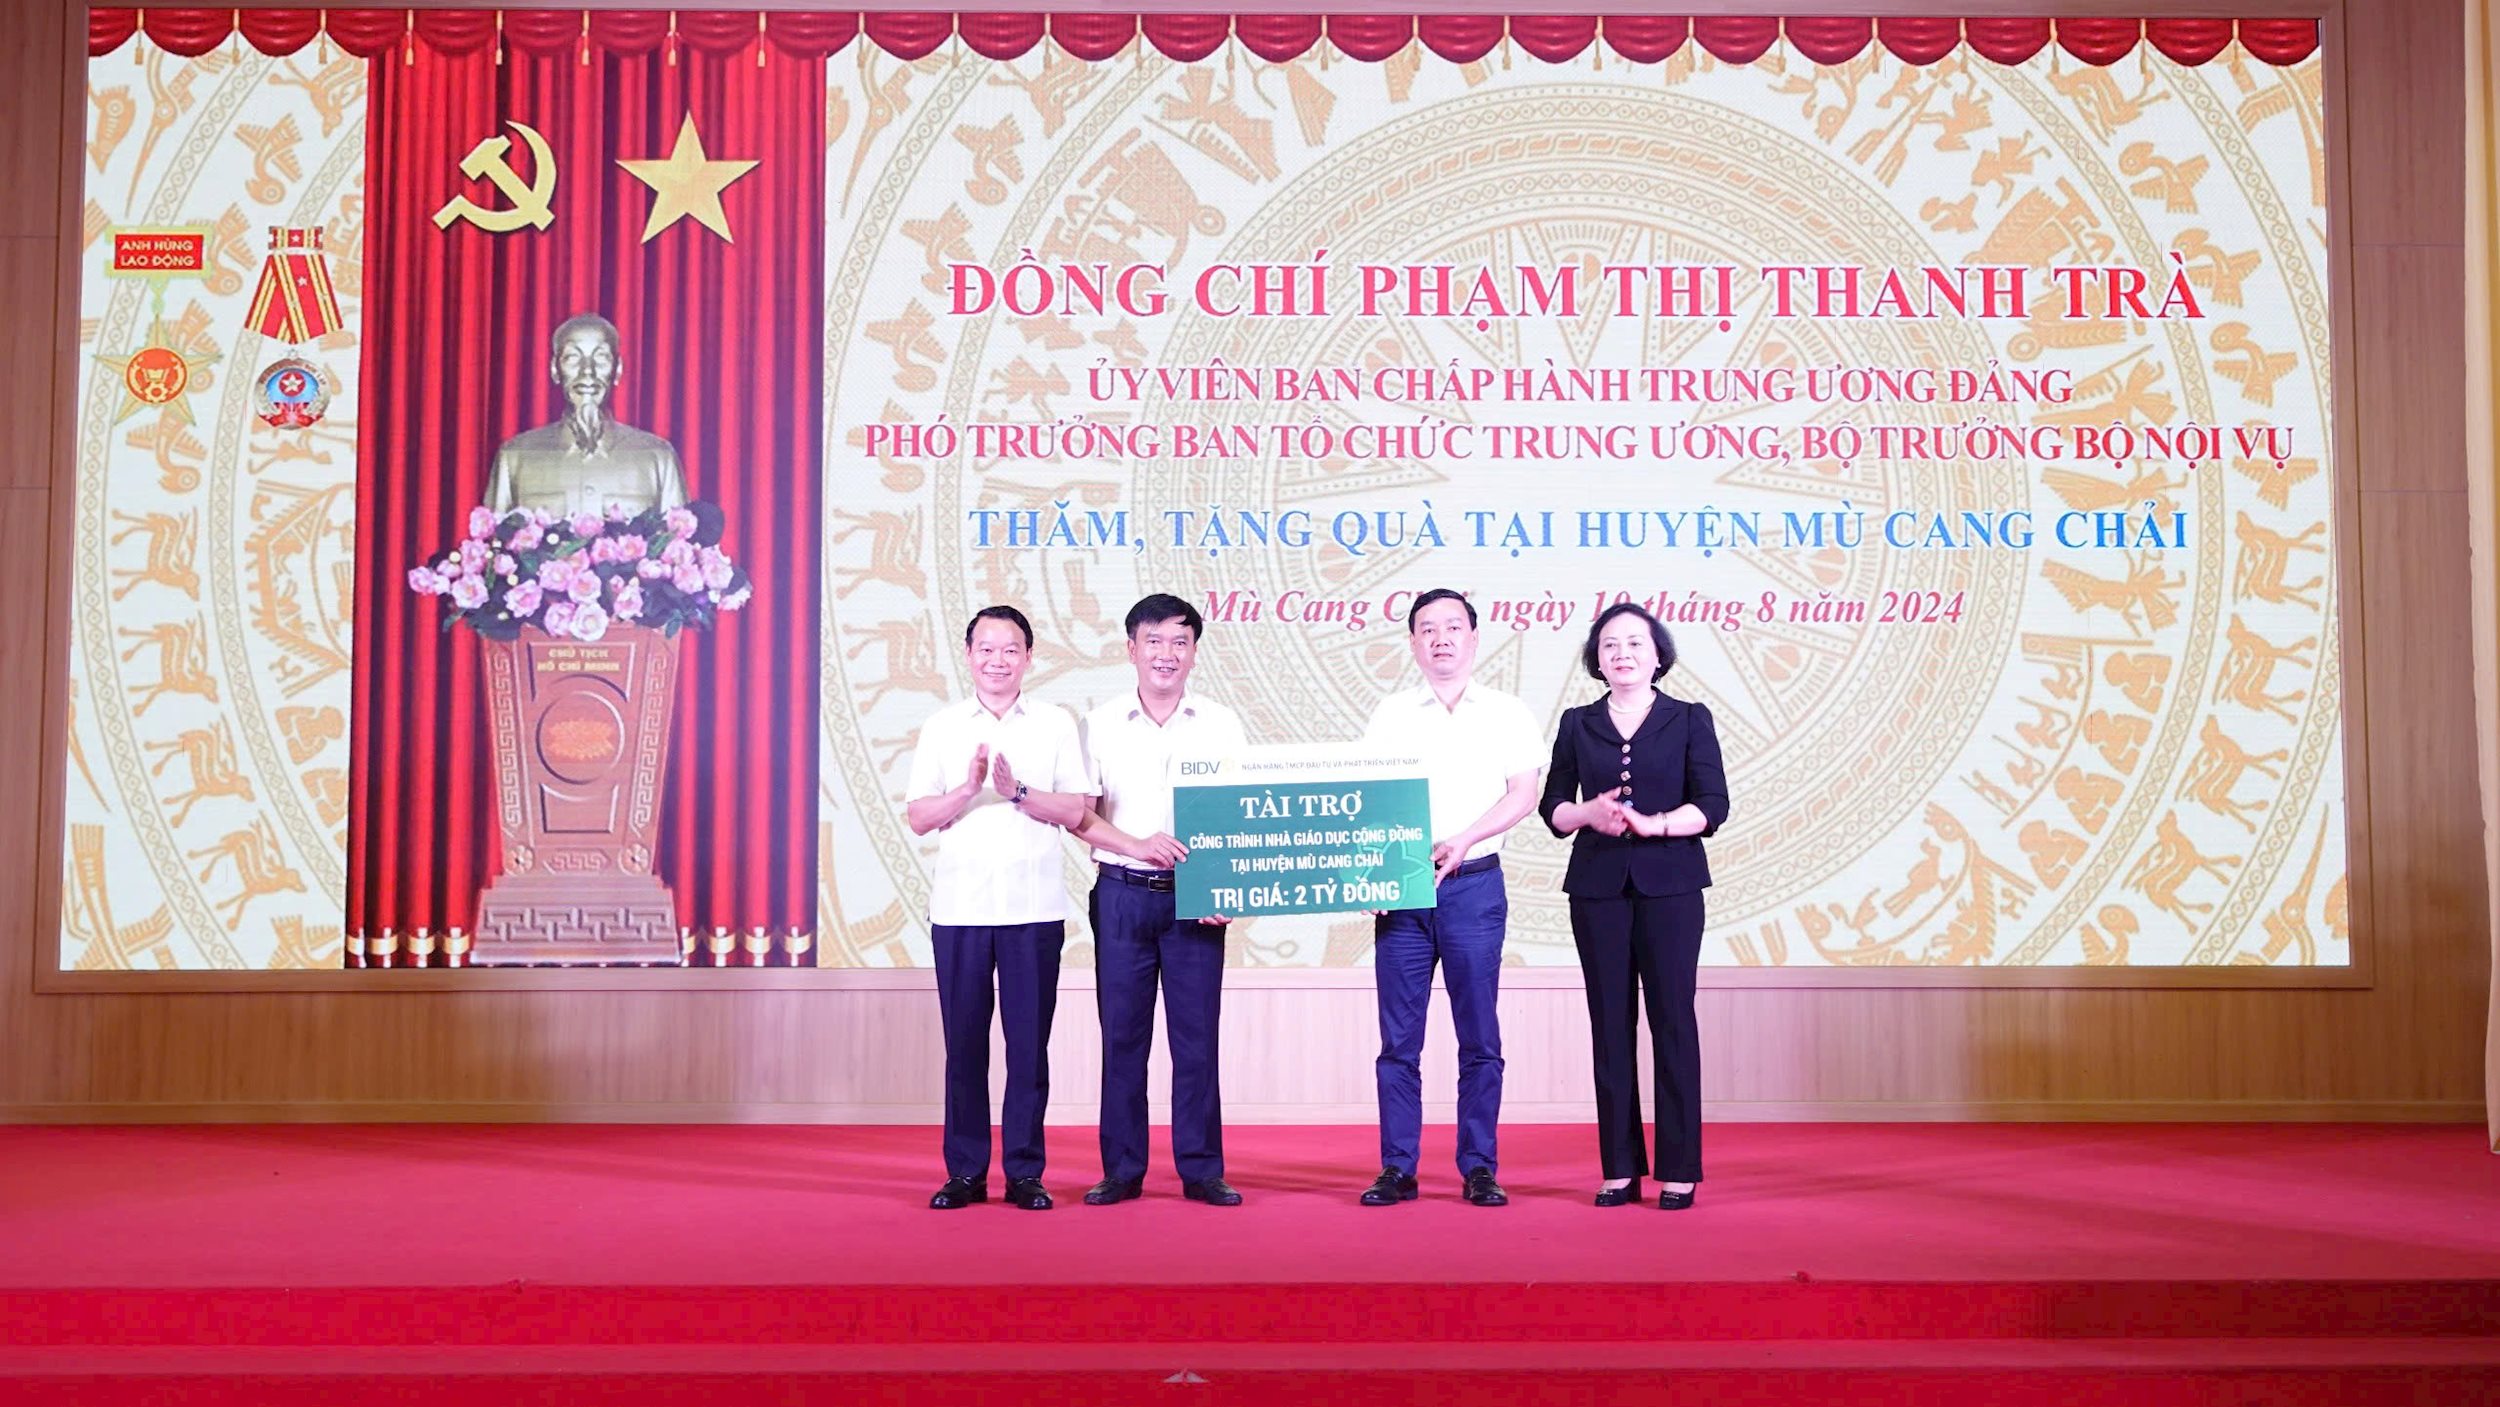 ANH HÙNG
LAO ĐỘNG
ĐỒNG CHÍ PHẠM THỊ THANH TRÀ
ỦY VIÊN BAN CHẤP HÀNH TRUNG ƯƠNG ĐẢNG
PHÓ TRƯỞNG BAN TỔ CHỨC TRUNG ƯƠNG, BỘ TRƯỞNG BỘ NỘI VỤ
THĂM, TẶNG QUÀ TẠI HUYỆN MÙ CANG CHẢI
Mù Cang ngày tháng 8 năm 2024
CHỦ TỊCH
HỒ CHÍ MINH
BIDV NGÂN HÀNG TMCP ĐẦU TƯ VÀ PHÁT TRIỂN VIỆT NAM
TÀI TRỢ
CÔNG TRÌNH NHÀ GIÁO DỤC CỘNG ĐỒNG
TẠI HUYỆN MÙ CANG CHẢI
TRỊ GIÁ: 2 TỶ ĐỒNG